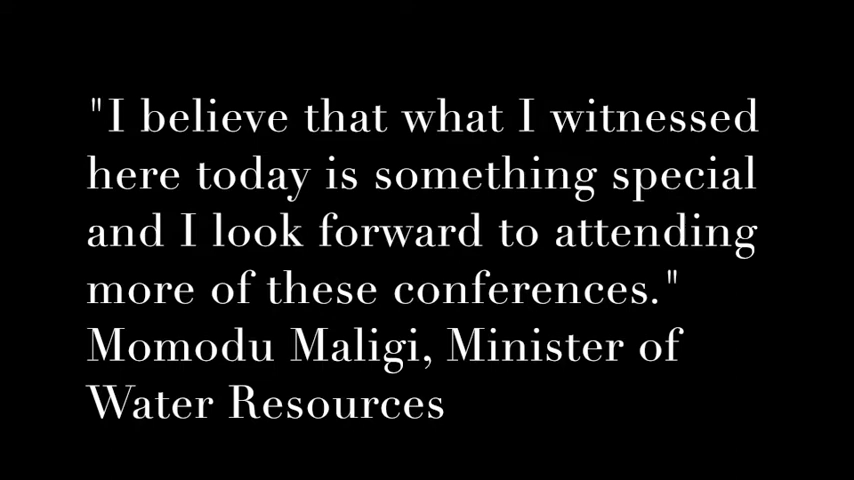 "I believe that what I witnessed
here today is something special
and I look forward to attending
more of these conferences."
Momodu Maligi, Minister of
Water Resources